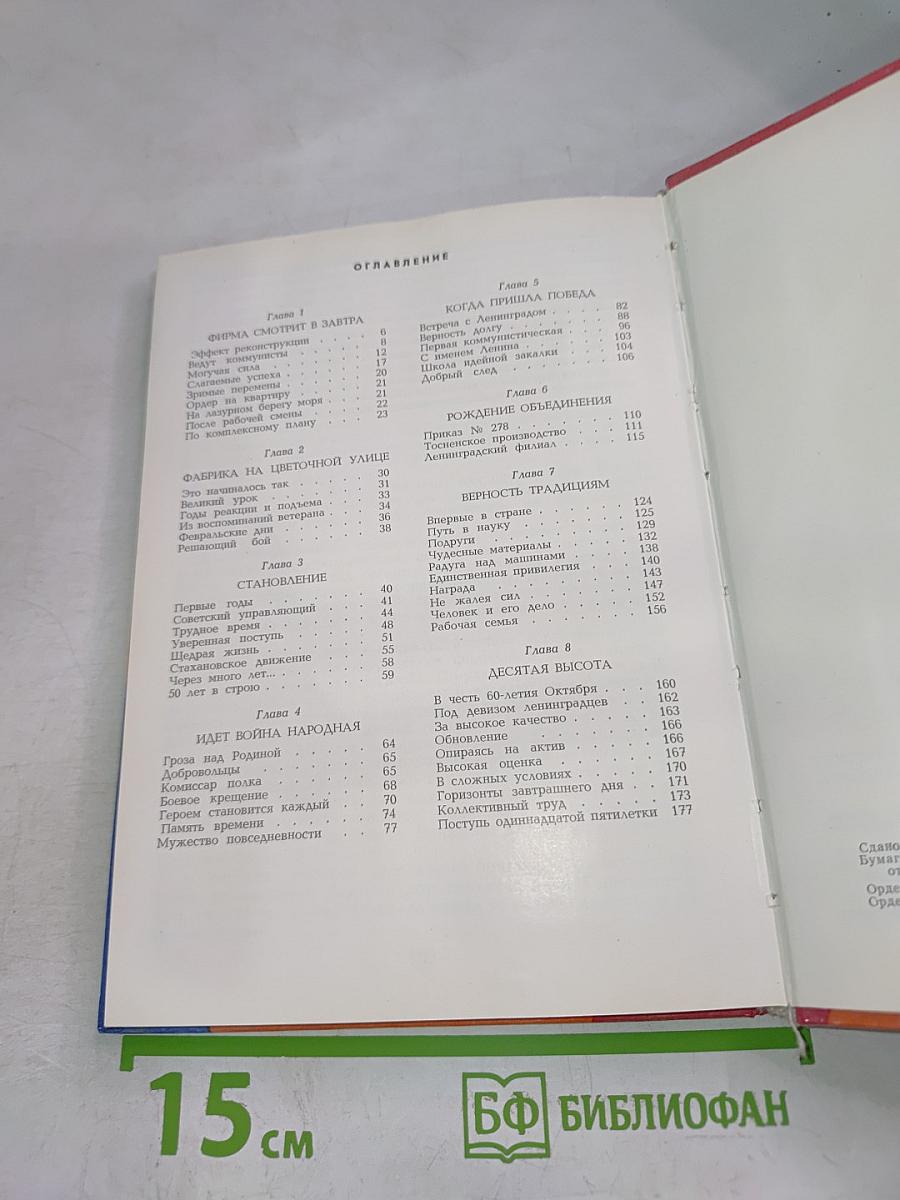 ОГЛАВЛЕНИЕ
Глава 1
ФИРМА СМОТРИТ В ЗАВТРА
Эффект реконструкции . . . . 6
Ведут коммунисты . . . . . 8
Могучая сила . . . . . . 12
Слагаемые успеха . . . . . 17
Зримые перемены . . . . . 20
Ордер на квартиру . . . . . 21
На лазурном берегу моря . . . 21
После рабочей смены . . . . 22
По комплексному плану . . . 23
Глава 2
ФАБРИКА НА ЦВЕТОЧНОЙ УЛИЦЕ
Это начиналось так . . . . . 30
Великий урок . . . . . . 31
Годы реакции и подъема . . . 33
Из воспоминаний ветерана . . . 34
Февральские дни . . . . . 36
Решающий бой . . . . . . 38
Глава 3
СТАНОВЛЕНИЕ
Первые годы . . . . . . . 40
Советский управляющий . . . 41
Трудное время . . . . . . 44
Уверенная поступь . . . . . 48
Щедрая жизнь . . . . . . 51
Стахановское движение . . . 55
Через много лет... . . . . . . 58
50 лет в строю . . . . . . . 59
Глава 4
ИДЕТ ВОЙНА НАРОДНАЯ
Гроза над Родиной . . . . . 64
Добровольцы . . . . . . . 65
Комиссар полка . . . . . . 65
Боевое крещение . . . . . . 68
Героем становится каждый . . 70
Память времени . . . . . . 74
Мужество повседневности . . 77
Глава 5
КОГДА ПРИШЛА ПОБЕДА
Встреча с Ленинградом . . . . 82
Верность долгу . . . . . . . 88
Первая коммунистическая . . . 96
С именем Ленина . . . . . . 103
Школа идейной закалки . . . 104
Добрый след . . . . . . . 106
Глава 6
РОЖДЕНИЕ ОБЪЕДИНЕНИЯ
Приказ № 278 . . . . . . . 110
Тосненское производство . . . 111
Ленинградский филиал . . . . 115
Глава 7
ВЕРНОСТЬ ТРАДИЦИЯМ
Впервые в стране . . . . . . 124
Путь в науку . . . . . . . 125
Подруги . . . . . . . . 129
Чудесные материалы . . . . . 132
Радуга над машинами . . . . 138
Единственная привилегия . . . 140
Награда . . . . . . . . 143
Не жалея сил . . . . . . . 147
Человек и его дело . . . . . 152
Рабочая семья . . . . . . 156
Глава 8
ДЕСЯТАЯ ВЫСОТА
В честь 60-летия Октября . . . 160
Под девизом ленинградцев . . 162
За высокое качество . . . . . 163
Обновление . . . . . . . 166
Опираясь на актив . . . . . 166
Высокая оценка . . . . . . 167
В сложных условиях . . . . . 170
Горизонты завтрашнего дня . . 171
Коллективный труд . . . . . 173
Поступь одиннадцатой пятилетки 177
Сдано
Бумаг
от
Орде
Орде
15 см
БФ БИБЛИОФАН